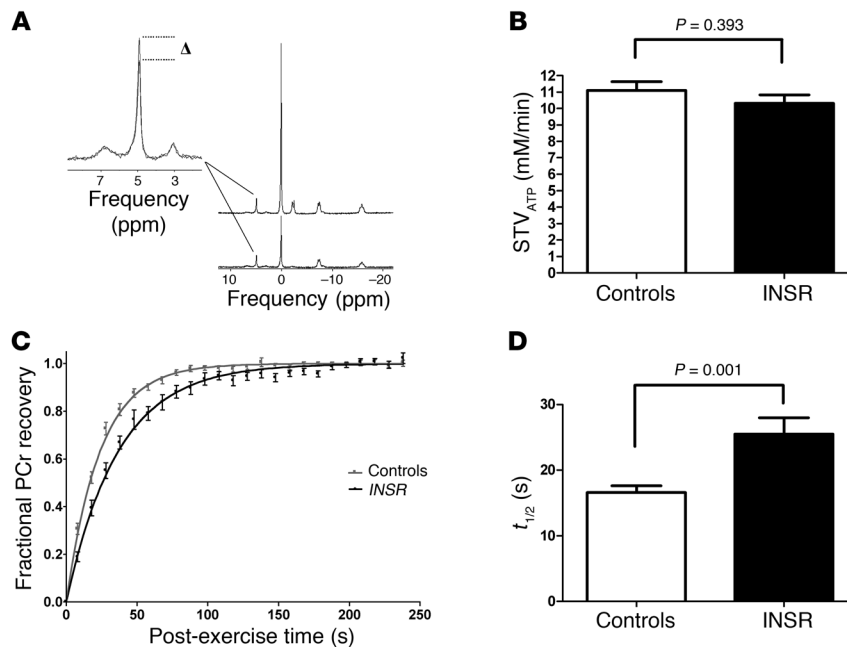 A
Δ
7 5 3
Frequency
(ppm)
10 0 −10 −20
Frequency (ppm)
B
P = 0.393
STV_ATP (mM/min)
12
11
10
9
8
7
6
5
4
3
2
1
0
Controls INSR
C
Fractional PCr recovery
1.0
0.8
0.6
0.4
0.2
0.0
0 50 100 150 200 250
Post-exercise time (s)
Controls
INSR
D
P = 0.001
t1/2 (s)
30
20
10
0
Controls INSR